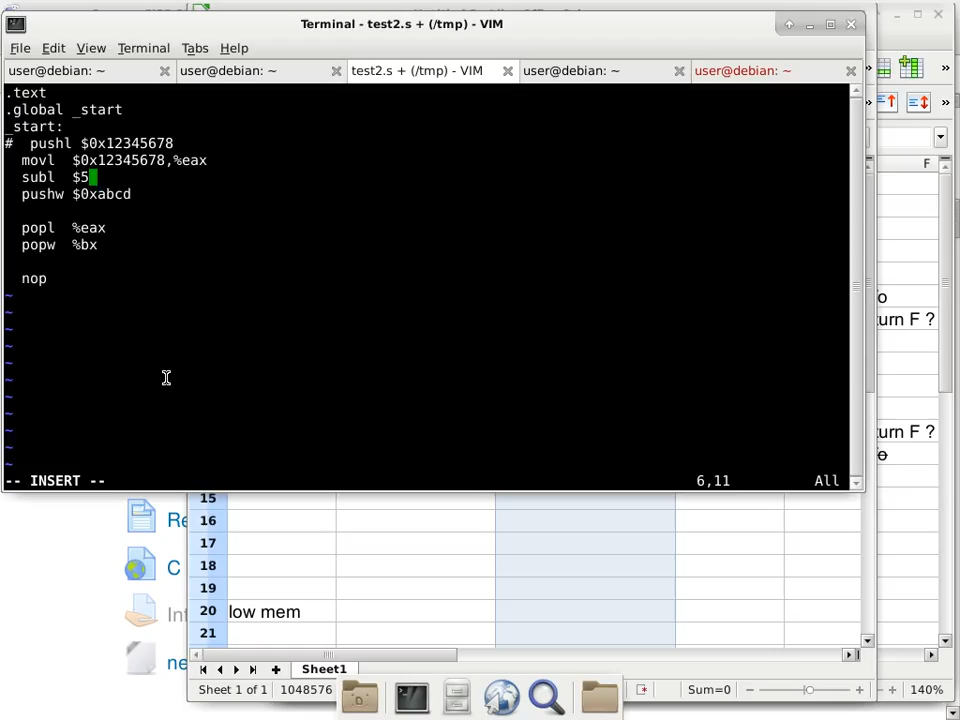 Terminal - test2.s + (/tmp) - VIM
File Edit View Terminal Tabs Help
user@debian: ~ user@debian: ~ test2.s + (/tmp) - VIM user@debian: ~ user@debian: ~
.text
.global _start
_start:
# pushl $0x12345678
movl $0x12345678,%eax
subl $5
pushw $0xabcd
popl %eax
popw %bx
nop
~
~
~
~
~
~
~
~
~
~
~
-- INSERT -- 6,11 All
F
urn F ?
urn F ?
15
16
17
18
19
20 low mem
21
Sheet1
Sheet 1 of 1 1048576 Sum=0 140%